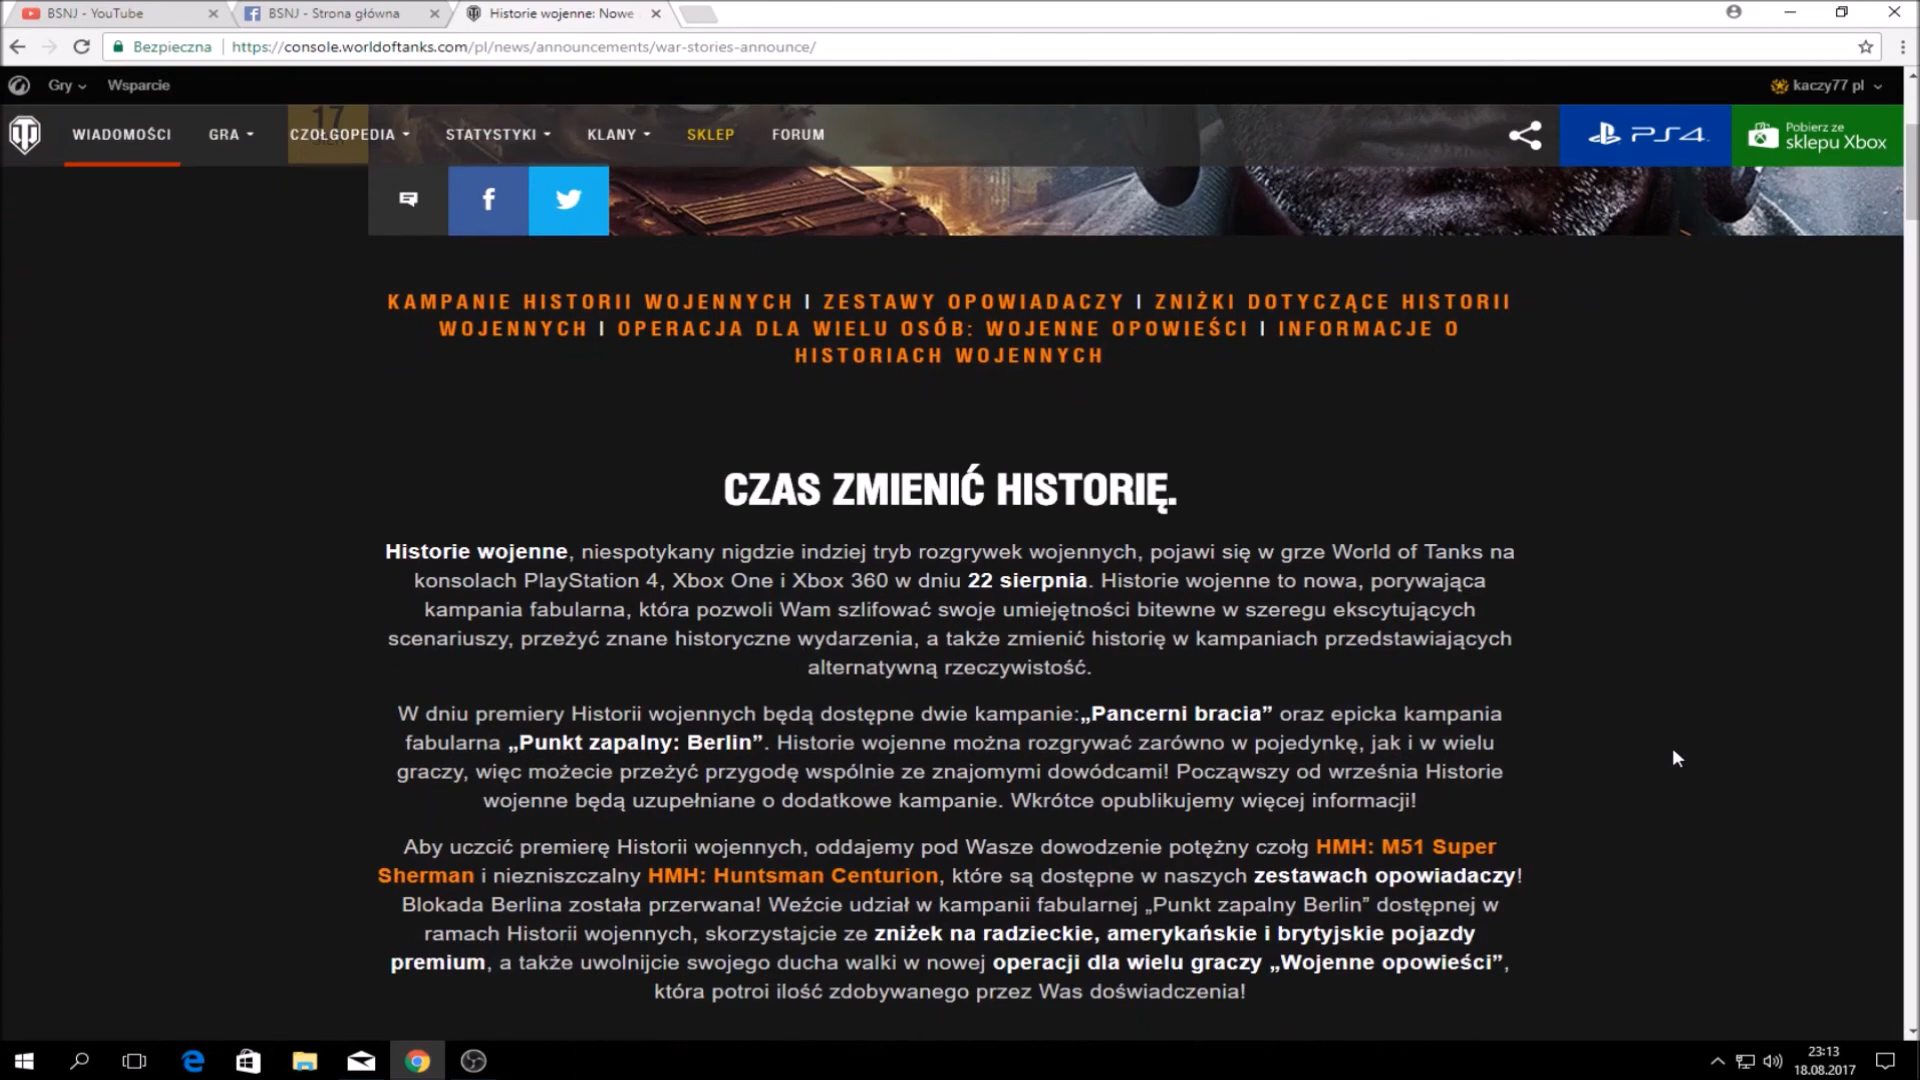 BSNJ - YouTube
BSNJ - Strona główna
Historie wojenne: Nowe
Bezpieczna
https://console.worldoftanks.com/pl/news/announcements/war-stories-announce/
Gry
Wsparcie
kaczy77 pl
17
WIADOMOŚCI
GRA
CZOŁGOPEDIA
STATYSTYKI
KLANY
SKLEP
FORUM
PS4
Pobierz ze
sklepu Xbox
KAMPANIE HISTORII WOJENNYCH | ZESTAWY OPOWIADACZY | ZNIŻKI DOTYCZĄCE HISTORII
WOJENNYCH | OPERACJA DLA WIELU OSÓB: WOJENNE OPOWIEŚCI | INFORMACJE O
HISTORIACH WOJENNYCH
CZAS ZMIENIĆ HISTORIĘ.
Historie wojenne, niespotykany nigdzie indziej tryb rozgrywek wojennych, pojawi się w grze World of Tanks na
konsolach PlayStation 4, Xbox One i Xbox 360 w dniu 22 sierpnia. Historie wojenne to nowa, porywająca
kampania fabularna, która pozwoli Wam szlifować swoje umiejętności bitewne w szeregu ekscytujących
scenariuszy, przeżyć znane historyczne wydarzenia, a także zmienić historię w kampaniach przedstawiających
alternatywną rzeczywistość.
W dniu premiery Historii wojennych będą dostępne dwie kampanie:„Pancerni bracia” oraz epicka kampania
fabularna „Punkt zapalny: Berlin”. Historie wojenne można rozgrywać zarówno w pojedynkę, jak i w wielu
graczy, więc możecie przeżyć przygodę wspólnie ze znajomymi dowódcami! Począwszy od września Historie
wojenne będą uzupełniane o dodatkowe kampanie. Wkrótce opublikujemy więcej informacji!
Aby uczcić premierę Historii wojennych, oddajemy pod Wasze dowodzenie potężny czołg HMH: M51 Super
Sherman i niezniszczalny HMH: Huntsman Centurion, które są dostępne w naszych zestawach opowiadaczy!
Blokada Berlina została przerwana! Weźcie udział w kampanii fabularnej „Punkt zapalny Berlin” dostępnej w
ramach Historii wojennych, skorzystajcie ze zniżek na radzieckie, amerykańskie i brytyjskie pojazdy
premium, a także uwolnijcie swojego ducha walki w nowej operacji dla wielu graczy „Wojenne opowieści”,
która potroi ilość zdobywanego przez Was doświadczenia!
23:13
18.08.2017